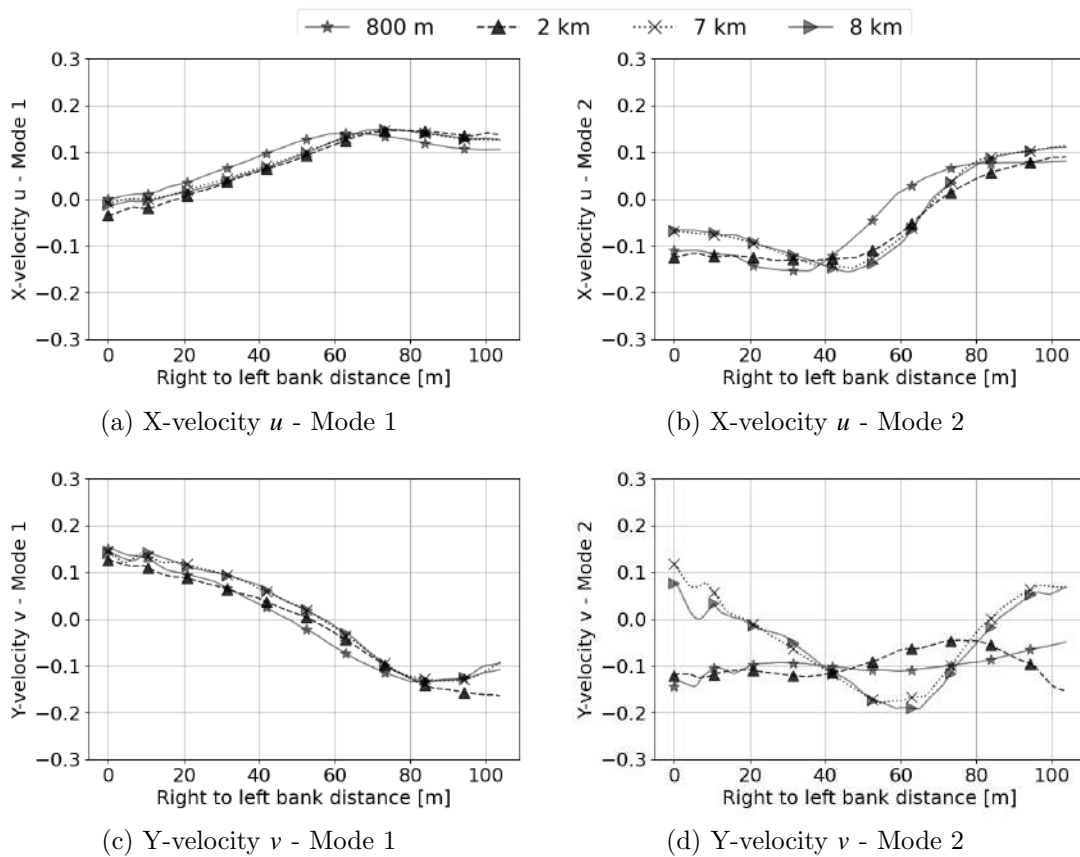 800 m 2 km 7 km 8 km
X-velocity u - Mode 1
0.3
0.2
0.1
0.0
−0.1
−0.2
−0.3
0 20 40 60 80 100
Right to left bank distance [m]
(a) X-velocity u - Mode 1
X-velocity u - Mode 2
0.3
0.2
0.1
0.0
−0.1
−0.2
−0.3
0 20 40 60 80 100
Right to left bank distance [m]
(b) X-velocity u - Mode 2
Y-velocity v - Mode 1
0.3
0.2
0.1
0.0
−0.1
−0.2
−0.3
0 20 40 60 80 100
Right to left bank distance [m]
(c) Y-velocity v - Mode 1
Y-velocity v - Mode 2
0.3
0.2
0.1
0.0
−0.1
−0.2
−0.3
0 20 40 60 80 100
Right to left bank distance [m]
(d) Y-velocity v - Mode 2